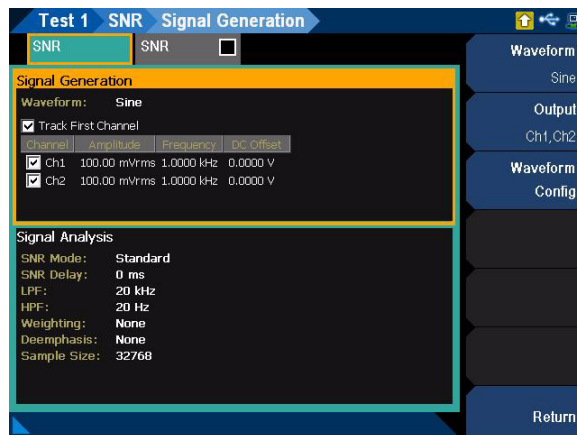 Test 1 SNR Signal Generation
SNR SNR
Waveform
Sine
Output
Ch1,Ch2
Waveform
Config
Return
Signal Generation
Waveform: Sine
Track First Channel
Channel Amplitude Frequency DC Offset
Ch1 100.00 mVrms 1.0000 kHz 0.0000 V
Ch2 100.00 mVrms 1.0000 kHz 0.0000 V
Signal Analysis
SNR Mode: Standard
SNR Delay: 0 ms
LPF: 20 kHz
HPF: 20 Hz
Weighting: None
Deemphasis: None
Sample Size: 32768